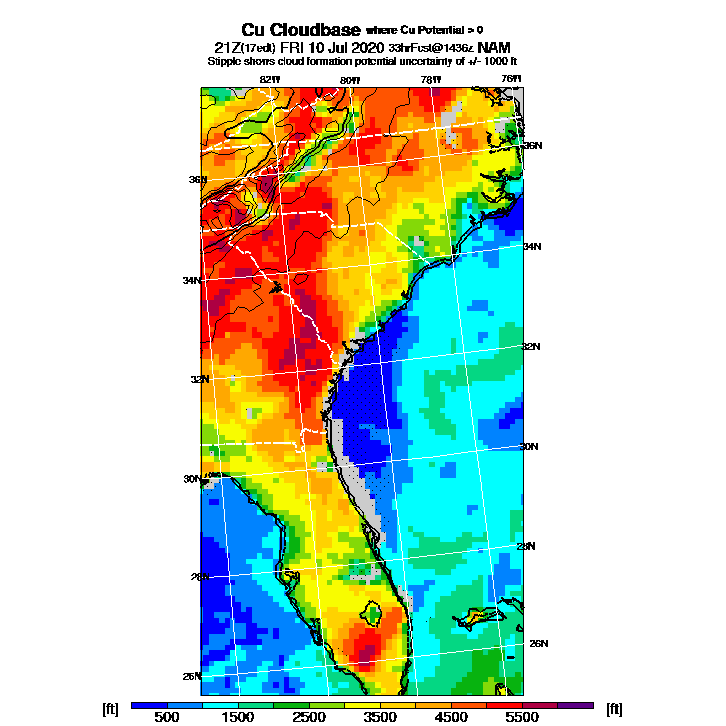 Cu Cloudbase where Cu Potential > 0
21Z(17edt) FRI 10 Jul 2020 33hrFcst@1436z NAM
Stipple shows cloud formation potential uncertainty of +/- 1000 ft
82W 80W 78W 76W
36N 36N
34N 34N
32N 32N
30N 30N
28N 28N
26N 26N
[ft] 500 1500 2500 3500 4500 5500 [ft]